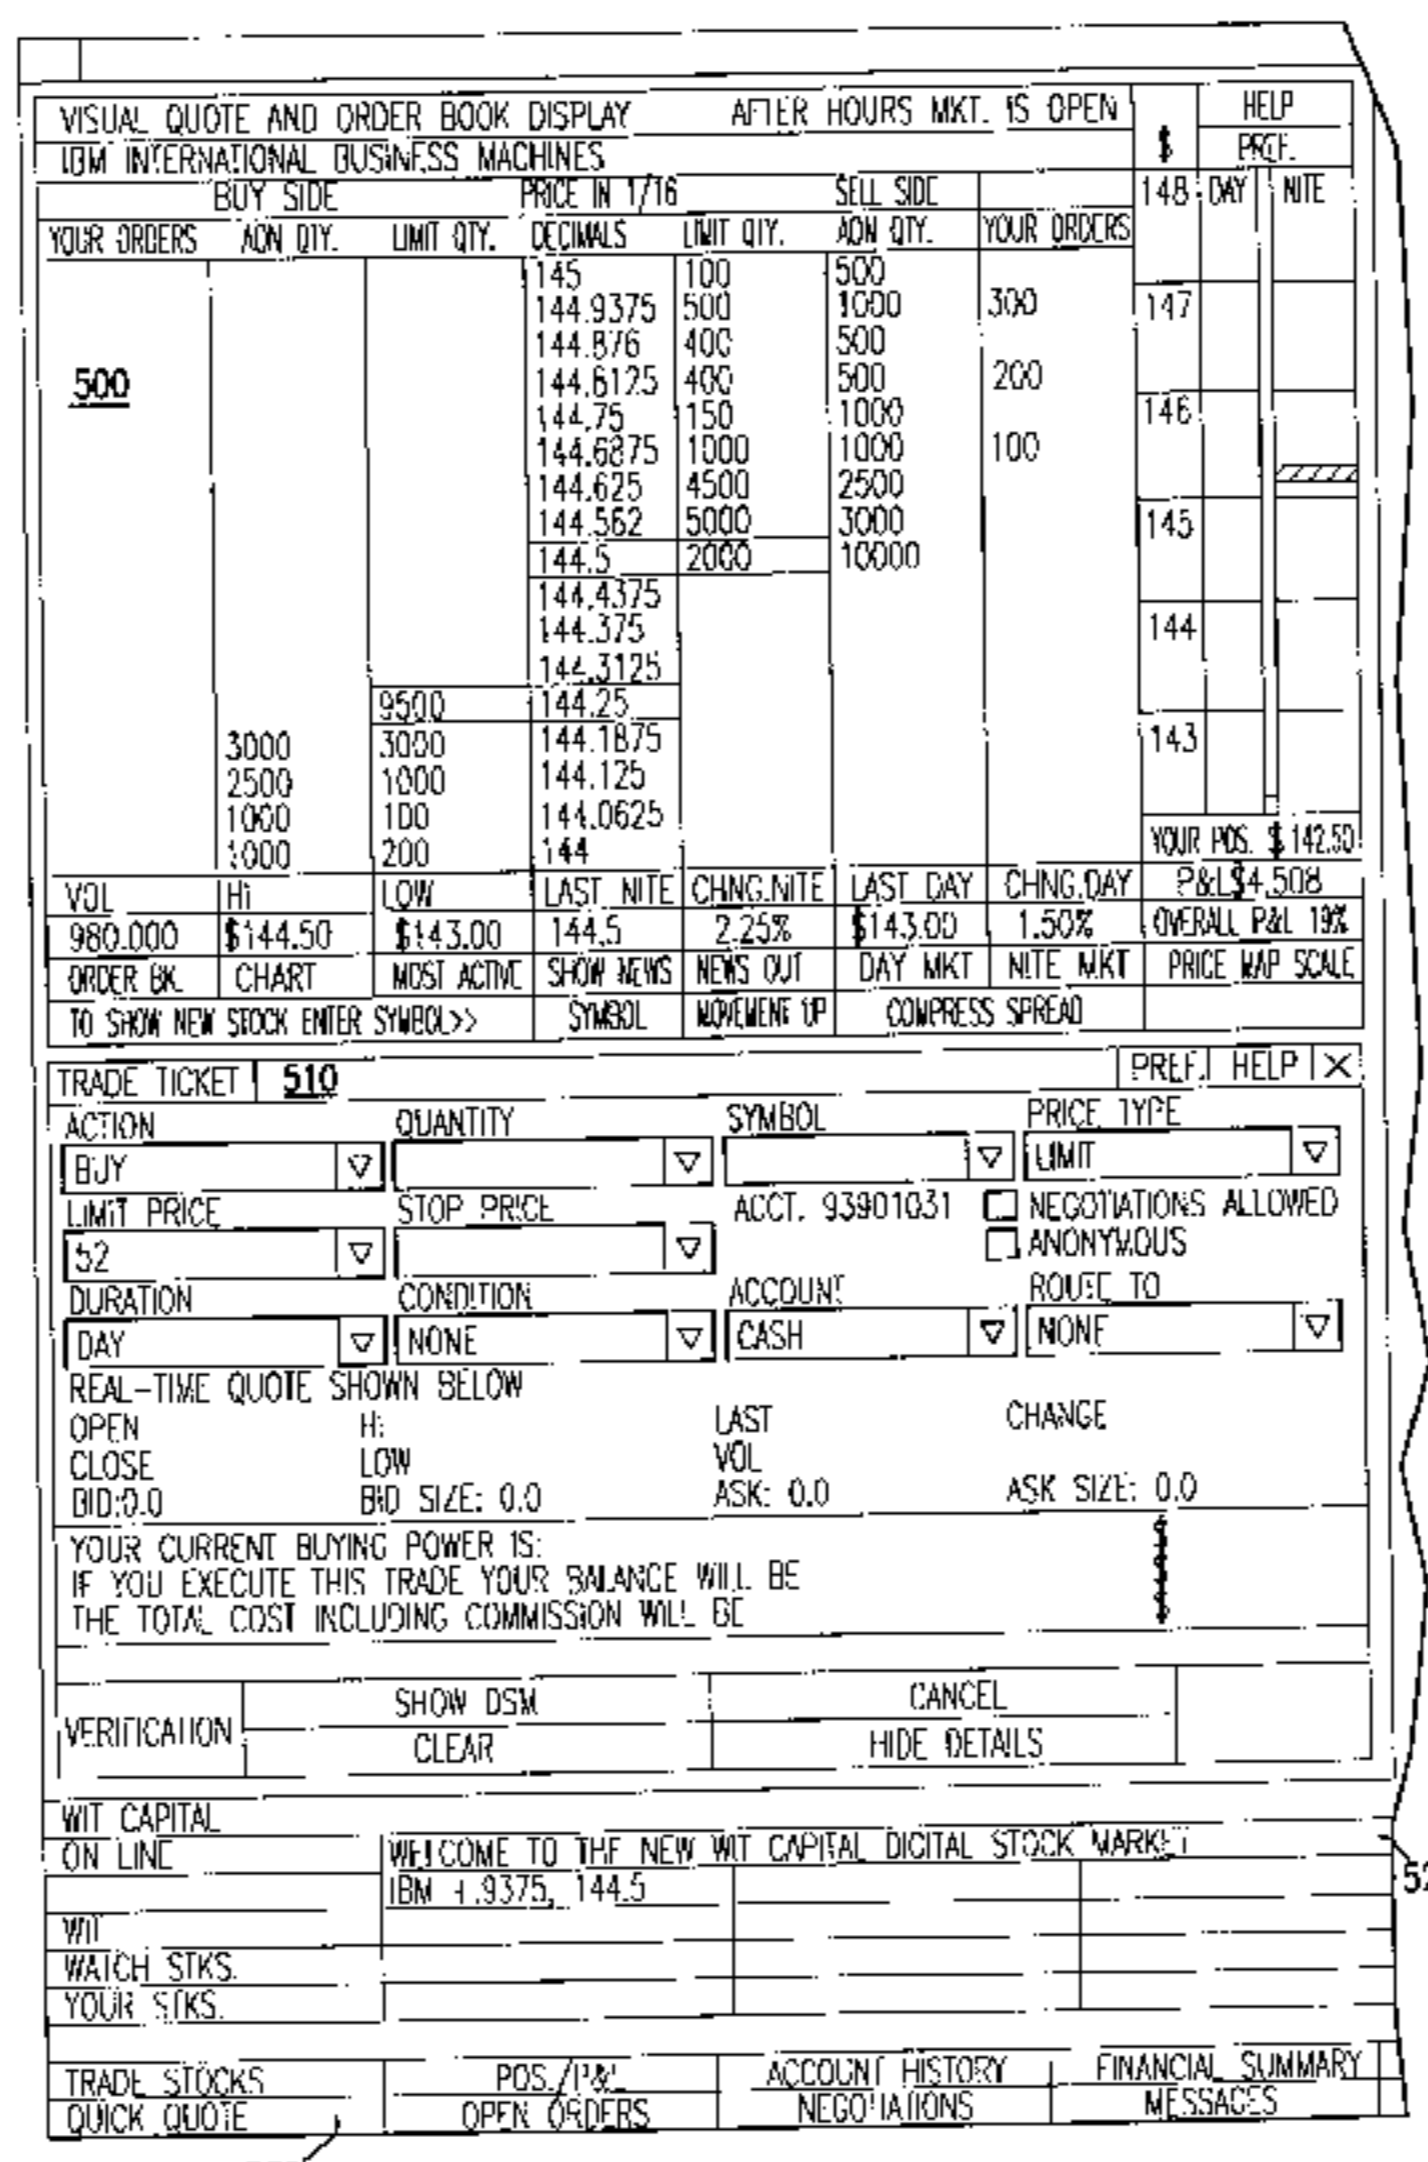 VISUAL QUOTE AND ORDER BOOK DISPLAY AFTER HOURS MKT. IS OPEN $ HELP
IBM INTERNATIONAL BUSINESS MACHINES PREF.
BUY SIDE PRICE IN 1/16 SELL SIDE 148 DAY NITE
YOUR ORDERS AON QTY. LIMIT QTY. DECIMALS LIMIT QTY. AON QTY. YOUR ORDERS
145 100 500
144.9375 500 1000 300 147
144.876 400 500
500 144.8125 400 500 200
144.75 150 1000 146
144.6875 1000 1000 100
144.625 4500 2500
144.562 5000 3000 145
144.5 2000 10000
144.4375
144.375 144
144.3125
9500 144.25
3000 3000 144.1875 143
2500 1000 144.125
1000 100 144.0625
1000 200 144 YOUR POS. $ 142.50
VOL HI LOW LAST NITE CHNG.NITE LAST DAY CHNG.DAY P&L$4,508
980.000 $144.50 $143.00 144.5 2.25% $143.00 1.50% OVERALL P&L 19%
ORDER BK. CHART MOST ACTIVE SHOW NEWS NEWS OUT DAY MKT NITE MKT PRICE MAP SCALE
TO SHOW NEW STOCK ENTER SYMBOL>> SYMBOL MOVEMENT UP COMPRESS SPREAD
TRADE TICKET 510 PREF. HELP X
ACTION QUANTITY SYMBOL PRICE TYPE
BUY LIMIT
LIMIT PRICE STOP PRICE ACCT. 93901031 NEGOTIATIONS ALLOWED
52 ANONYMOUS
DURATION CONDITION ACCOUNT ROUTE TO
DAY NONE CASH NONE
REAL-TIME QUOTE SHOWN BELOW
OPEN HI LAST CHANGE
CLOSE LOW VOL
BID:0.0 BID SIZE: 0.0 ASK: 0.0 ASK SIZE: 0.0
YOUR CURRENT BUYING POWER IS:
IF YOU EXECUTE THIS TRADE YOUR BALANCE WILL BE
THE TOTAL COST INCLUDING COMMISSION WILL BE
VERIFICATION SHOW DSM CANCEL
CLEAR HIDE DETAILS
WIT CAPITAL
ON LINE WELCOME TO THE NEW WIT CAPITAL DIGITAL STOCK MARKET
IBM +.9375, 144.5
WIT
WATCH STKS.
YOUR STKS.
TRADE STOCKS POS./P&L ACCOUNT HISTORY FINANCIAL SUMMARY
QUICK QUOTE OPEN ORDERS NEGOTIATIONS MESSAGES